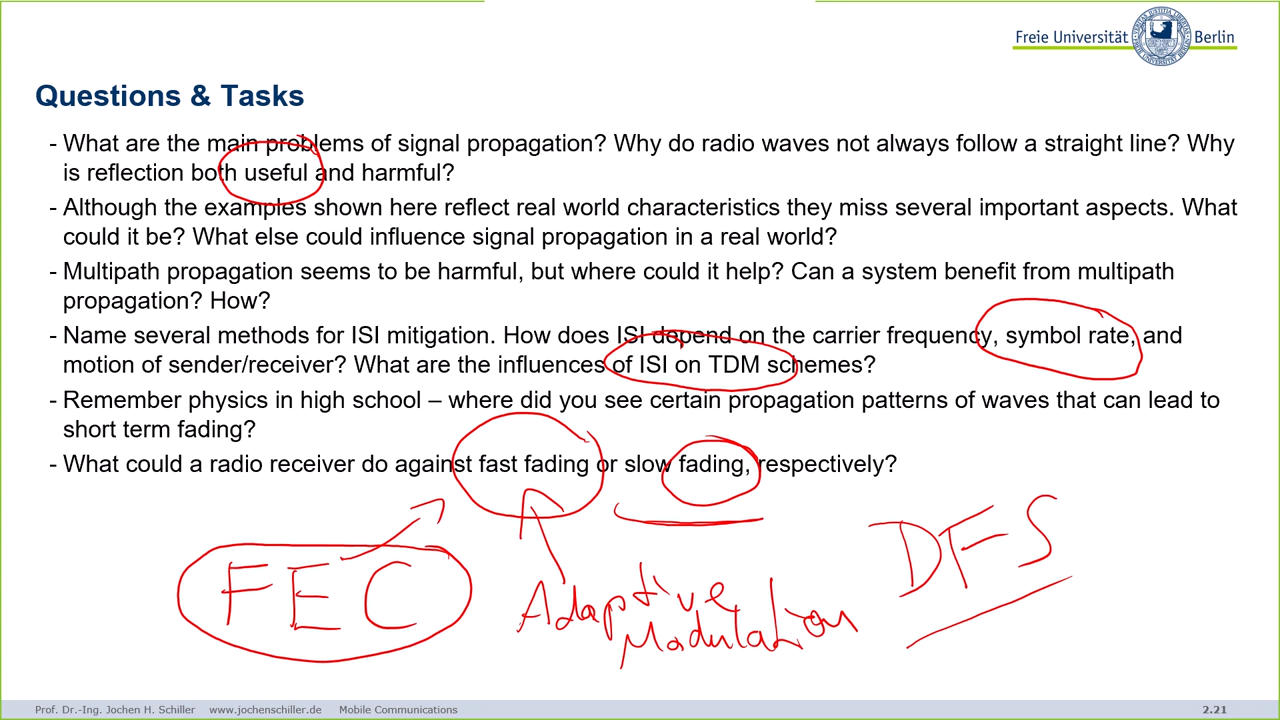 Freie Universität Berlin
Questions & Tasks
- What are the main problems of signal propagation? Why do radio waves not always follow a straight line? Why
is reflection both useful and harmful?
- Although the examples shown here reflect real world characteristics they miss several important aspects. What
could it be? What else could influence signal propagation in a real world?
- Multipath propagation seems to be harmful, but where could it help? Can a system benefit from multipath
propagation? How?
- Name several methods for ISI mitigation. How does ISI depend on the carrier frequency, symbol rate, and
motion of sender/receiver? What are the influences of ISI on TDM schemes?
- Remember physics in high school – where did you see certain propagation patterns of waves that can lead to
short term fading?
- What could a radio receiver do against fast fading or slow fading, respectively?
FEC
Adaptive
Modulation
DFS
Prof. Dr.-Ing. Jochen H. Schiller www.jochenschiller.de Mobile Communications 2.21